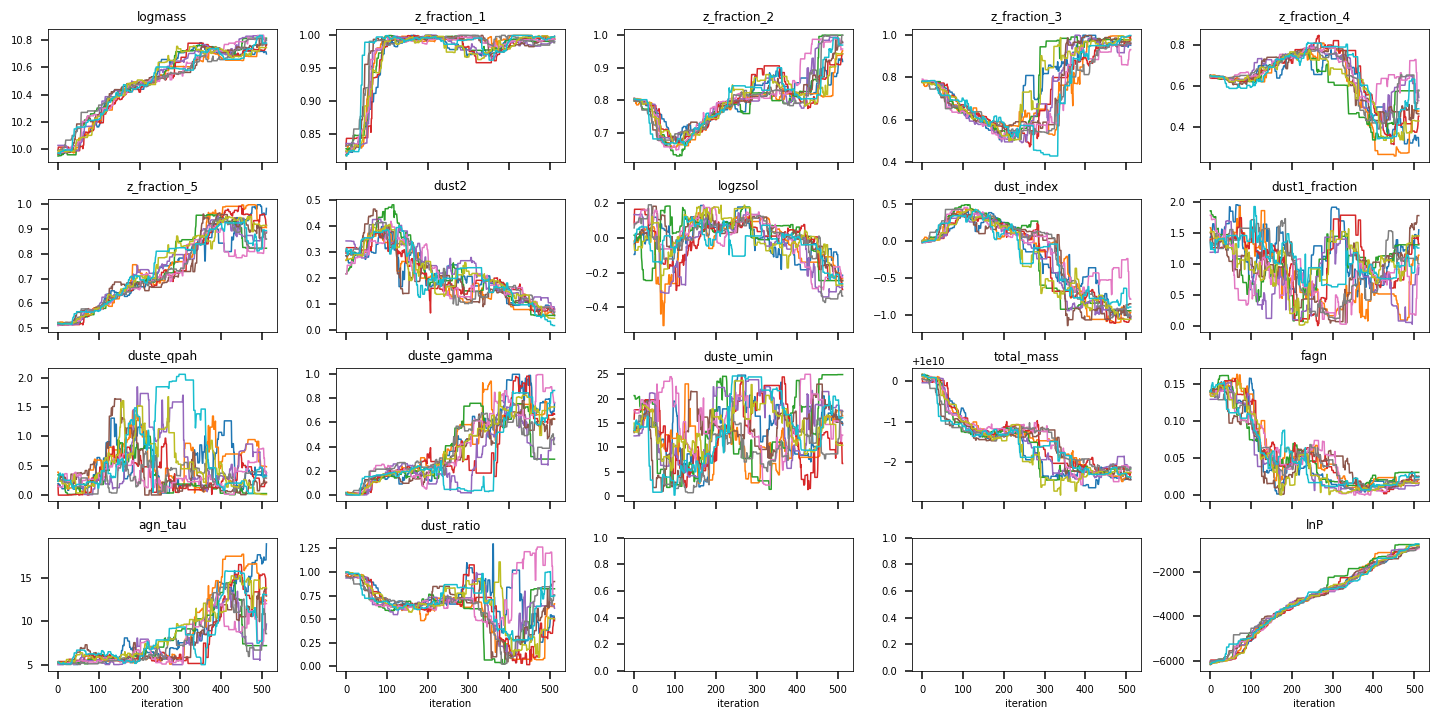 logmass z_fraction_1 z_fraction_2 z_fraction_3 z_fraction_4
10.8 10.6 10.4 10.2 10.0
1.00 0.95 0.90 0.85
1.0 0.9 0.8 0.7
1.0 0.8 0.6 0.4
0.8 0.6 0.4
z_fraction_5 dust2 logzsol dust_index dust1_fraction
1.0 0.9 0.8 0.7 0.6 0.5
0.5 0.4 0.3 0.2 0.1 0.0
0.2 0.0 −0.2 −0.4
0.5 0.0 −0.5 −1.0
2.0 1.5 1.0 0.5 0.0
duste_qpah duste_gamma duste_umin total_mass fagn
2.0 1.5 1.0 0.5 0.0
1.0 0.8 0.6 0.4 0.2 0.0
25 20 15 10 5 0
+1e10
0 −1 −2
0.15 0.10 0.05 0.00
agn_tau dust_ratio lnP
15 10 5
1.25 1.00 0.75 0.50 0.25 0.00
1.0 0.8 0.6 0.4 0.2 0.0
1.0 0.8 0.6 0.4 0.2 0.0
−2000 −4000 −6000
0 100 200 300 400 500
0 100 200 300 400 500
0 100 200 300 400 500
0 100 200 300 400 500
0 100 200 300 400 500
iteration iteration iteration iteration iteration